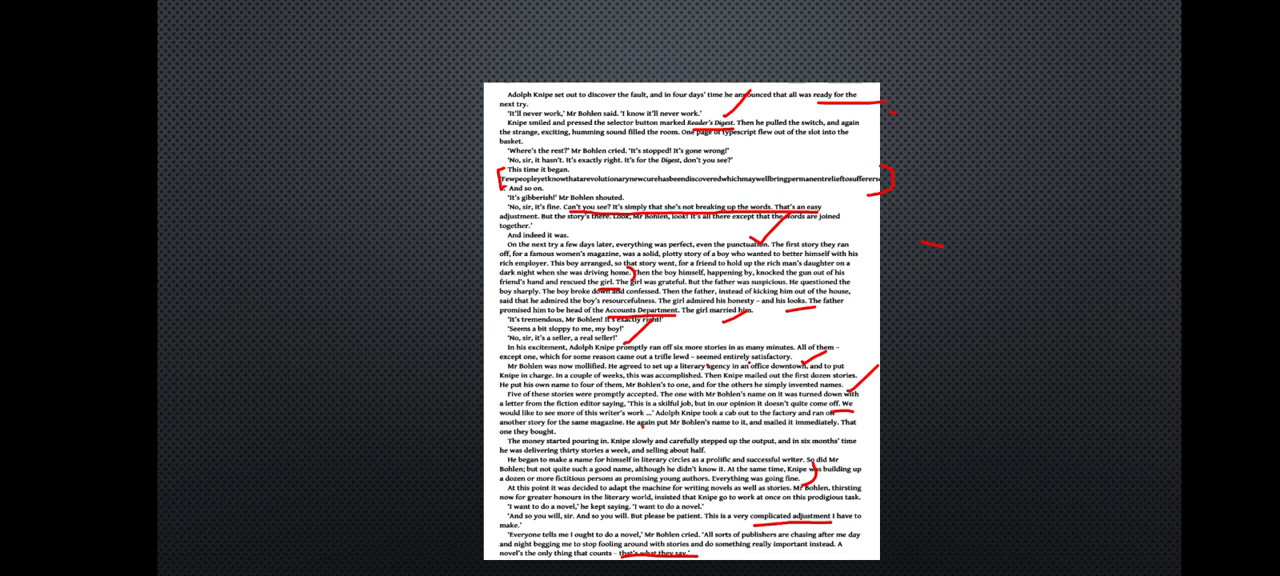 Adolph Knipe set out to discover the fault, and in four days' time he announced that all was ready for the
next try.
'It'll never work,' Mr Bohlen said. 'I know it'll never work.'
Knipe smiled and pressed the selector button marked Reader's Digest. Then he pulled the switch, and again
the strange, exciting, humming sound filled the room. One page of typescript flew out of the slot into the
basket.
'Where's the rest?' Mr Bohlen cried. 'It's stopped! It's gone wrong!'
'No, sir, it hasn't. It's exactly right. It's for the Digest, don't you see?'
This time it began.
'Fewpeopleyetknowthatarevolutionarynewcurehasbeendiscoveredwhichmaywellbringpermanentrelieftosufferers
And so on.
'It's gibberish!' Mr Bohlen shouted.
'No, sir, it's fine. Can't you see? It's simply that she's not breaking up the words. That's an easy
adjustment. But the story's there. Look, Mr Bohlen, look! It's all there except that the words are joined
together.'
And indeed it was.
On the next try a few days later, everything was perfect, even the punctuation. The first story they ran
off, for a famous women's magazine, was a solid, plotty story of a boy who wanted to better himself with his
rich employer. This boy arranged, so that story went, for a friend to hold up the rich man's daughter on a
dark night when she was driving home. Then the boy himself, happening by, knocked the gun out of his
friend's hand and rescued the girl. The girl was grateful. But the father was suspicious. He questioned the
boy sharply. The boy broke down and confessed. Then the father, instead of kicking him out of the house,
said that he admired the boy's resourcefulness. The girl admired his honesty – and his looks. The father
promised him to be head of the Accounts Department. The girl married him.
'It's tremendous, Mr Bohlen! It's exactly right!'
'Seems a bit sloppy to me, my boy!'
'No, sir, it's a seller, a real seller!'
In his excitement, Adolph Knipe promptly ran off six more stories in as many minutes. All of them –
except one, which for some reason came out a trifle lewd – seemed entirely satisfactory.
Mr Bohlen was now mollified. He agreed to set up a literary agency in an office downtown, and to put
Knipe in charge. In a couple of weeks, this was accomplished. Then Knipe mailed out the first dozen stories.
He put his own name to four of them, Mr Bohlen's to one, and for the others he simply invented names.
Five of these stories were promptly accepted. The one with Mr Bohlen's name on it was turned down with
a letter from the fiction editor saying, 'This is a skilful job, but in our opinion it doesn't quite come off. We
would like to see more of this writer's work ...' Adolph Knipe took a cab out to the factory and ran off
another story for the same magazine. He again put Mr Bohlen's name to it, and mailed it immediately. That
one they bought.
The money started pouring in. Knipe slowly and carefully stepped up the output, and in six months' time
he was delivering thirty stories a week, and selling about half.
He began to make a name for himself in literary circles as a prolific and successful writer. So did Mr
Bohlen; but not quite such a good name, although he didn't know it. At the same time, Knipe was building up
a dozen or more fictitious persons as promising young authors. Everything was going fine.
At this point it was decided to adapt the machine for writing novels as well as stories. Mr Bohlen, thirsting
now for greater honours in the literary world, insisted that Knipe go to work at once on this prodigious task.
'I want to do a novel,' he kept saying. 'I want to do a novel.'
'And so you will, sir. And so you will. But please be patient. This is a very complicated adjustment I have to
make.'
'Everyone tells me I ought to do a novel,' Mr Bohlen cried. 'All sorts of publishers are chasing after me day
and night begging me to stop fooling around with stories and do something really important instead. A
novel's the only thing that counts – that's what they say.'